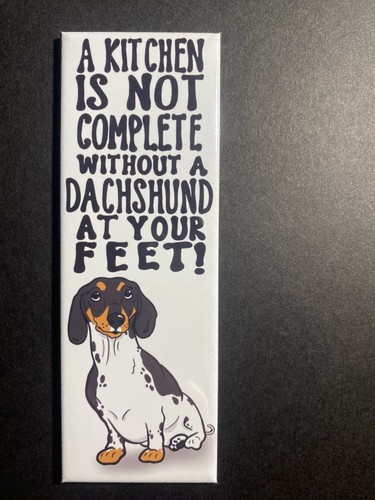 A KITCHEN
IS NOT
COMPLETE
WITHOUT A
DACHSHUND
AT YOUR
FEET!